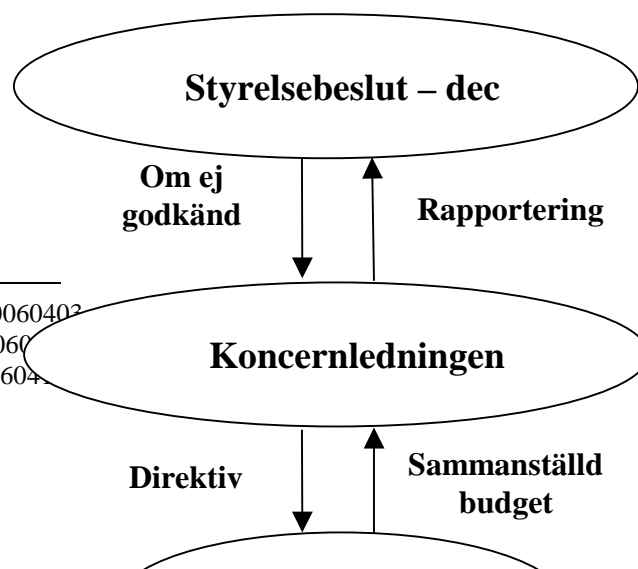 Styrelsebeslut – dec
Om ej
godkänd
Rapportering
Koncernledningen
Direktiv
Sammanställd
budget